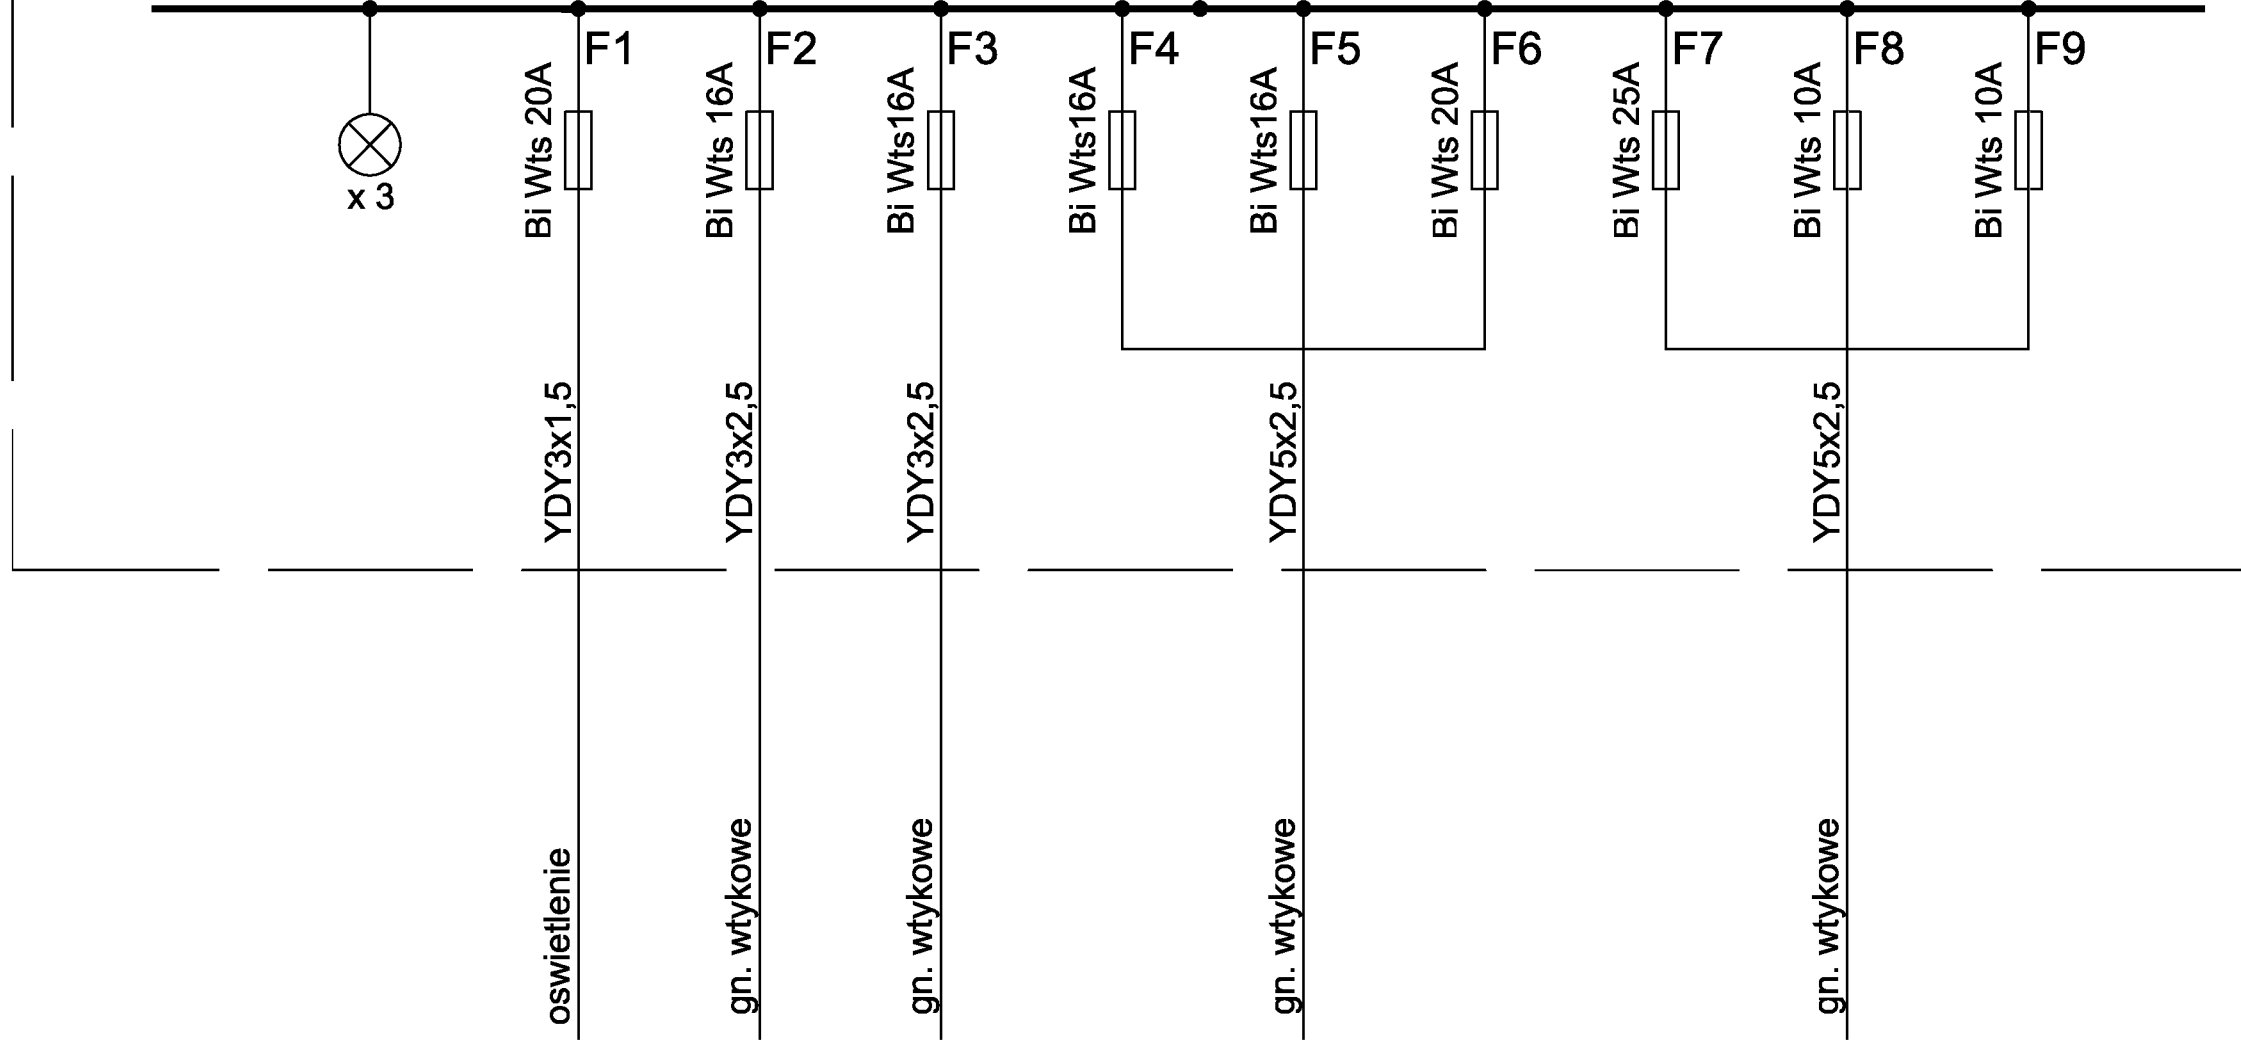 F1
F2
F3
F4
F5
F6
F7
F8
F9
Bi Wts 20A
Bi Wts 16A
Bi Wts16A
Bi Wts16A
Bi Wts16A
Bi Wts 20A
Bi Wts 25A
Bi Wts 10A
Bi Wts 10A
x 3
YDY3x1,5
YDY3x2,5
YDY3x2,5
YDY5x2,5
YDY5x2,5
oswietlenie
gn. wtykowe
gn. wtykowe
gn. wtykowe
gn. wtykowe